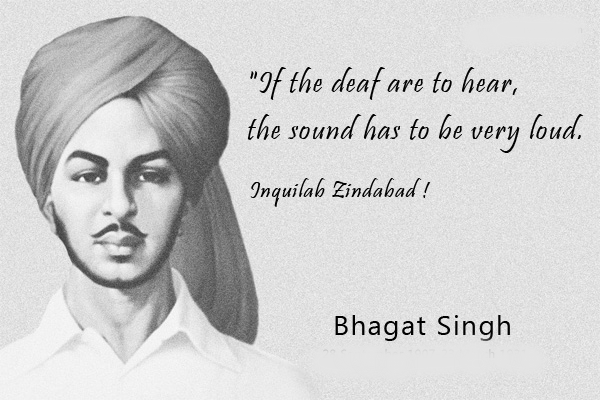 "If the deaf are to hear,
the sound has to be very loud.
Inquilab Zindabad !
Bhagat Singh